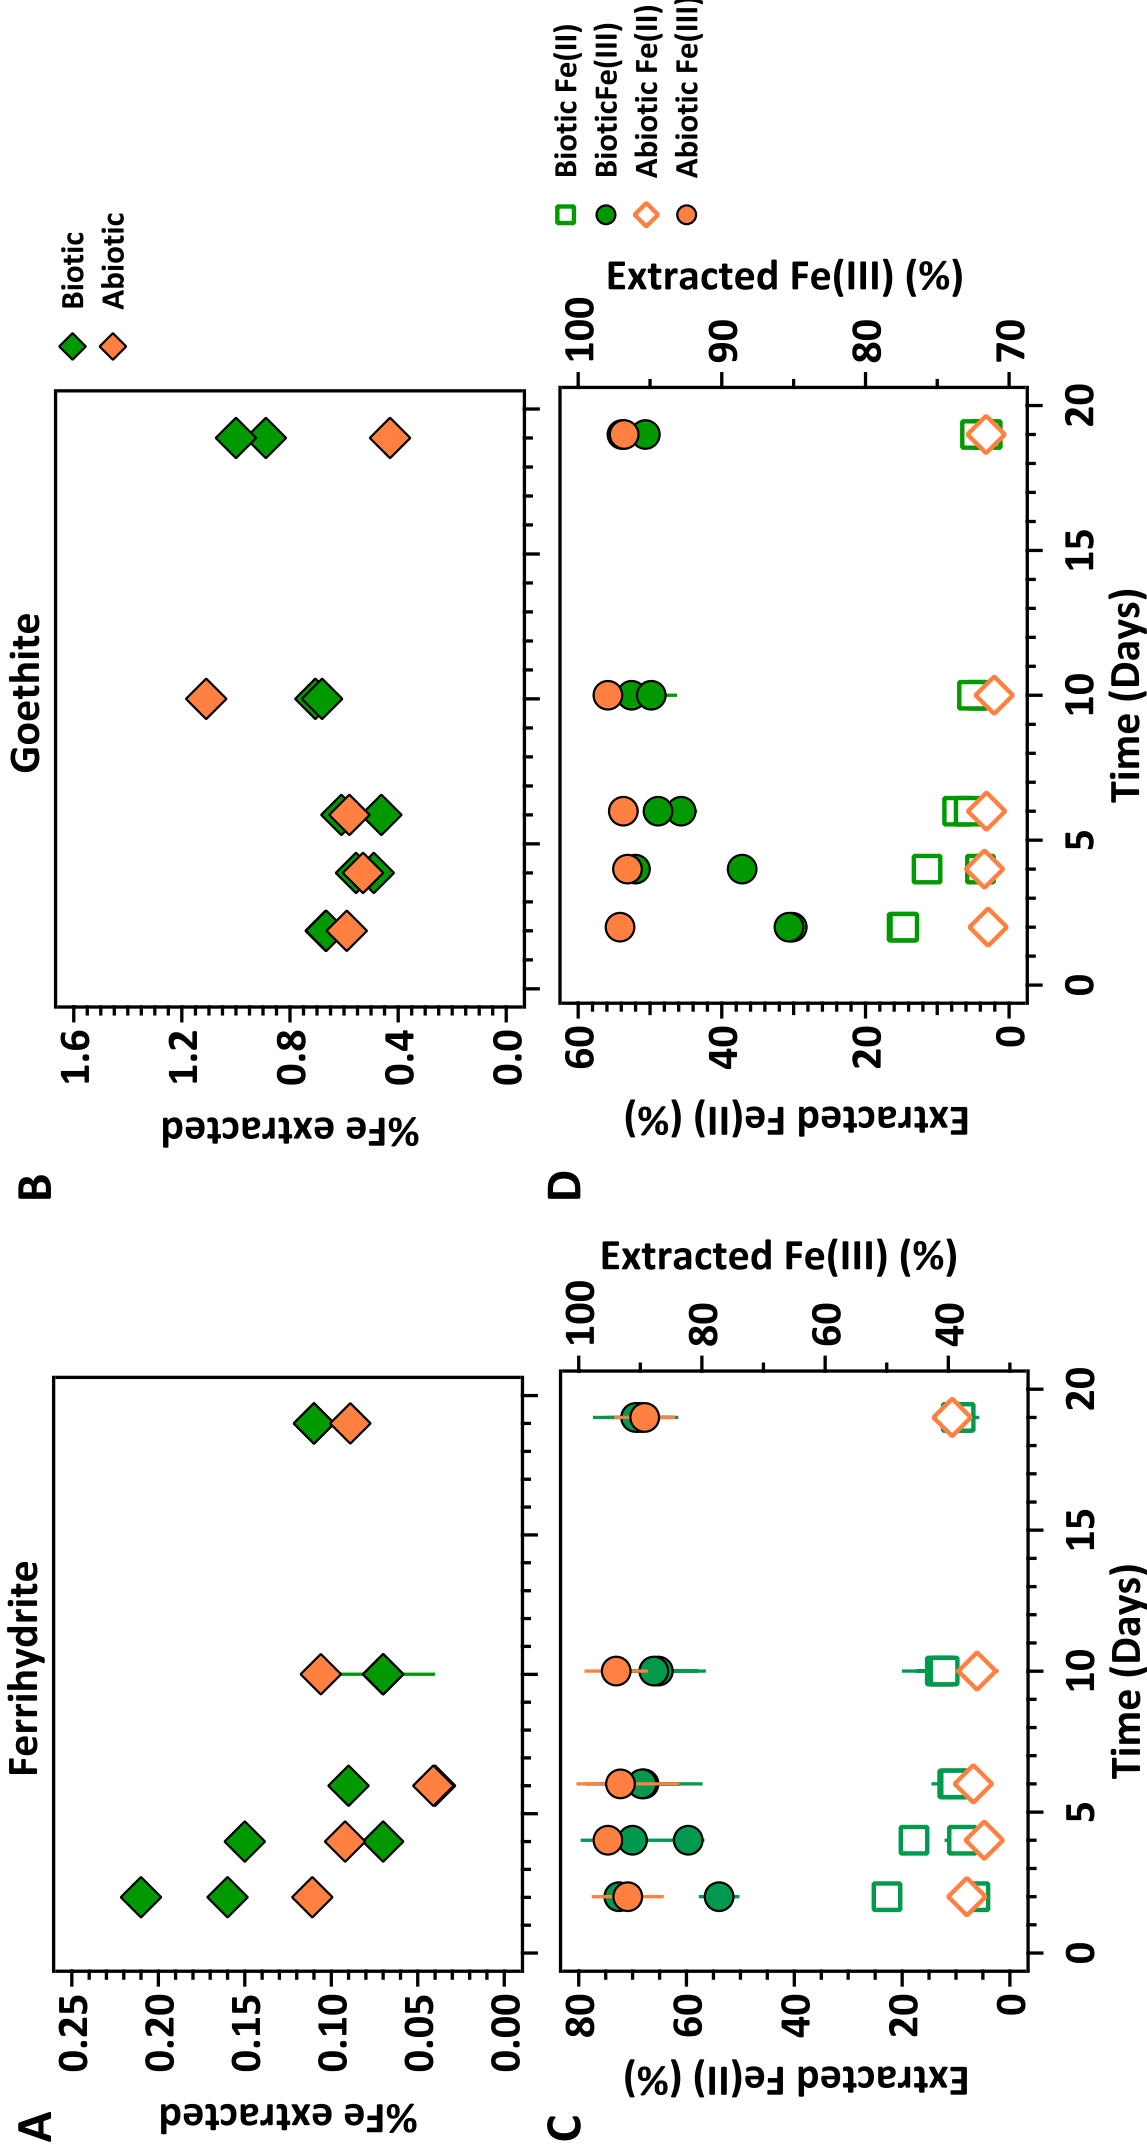 A
Ferrihydrite
%Fe extracted
0.25
0.20
0.15
0.10
0.05
0.00
B
Goethite
%Fe extracted
1.6
1.2
0.8
0.4
0.0
Biotic
Abiotic
C
Extracted Fe(II) (%)
80
60
40
20
0
Extracted Fe(III) (%)
100
80
60
40
0
5
10
15
20
Time (Days)
D
Extracted Fe(II) (%)
60
40
20
0
Extracted Fe(III) (%)
100
90
80
70
0
5
10
15
20
Time (Days)
Biotic Fe(II)
BioticFe(III)
Abiotic Fe(II)
Abiotic Fe(III)